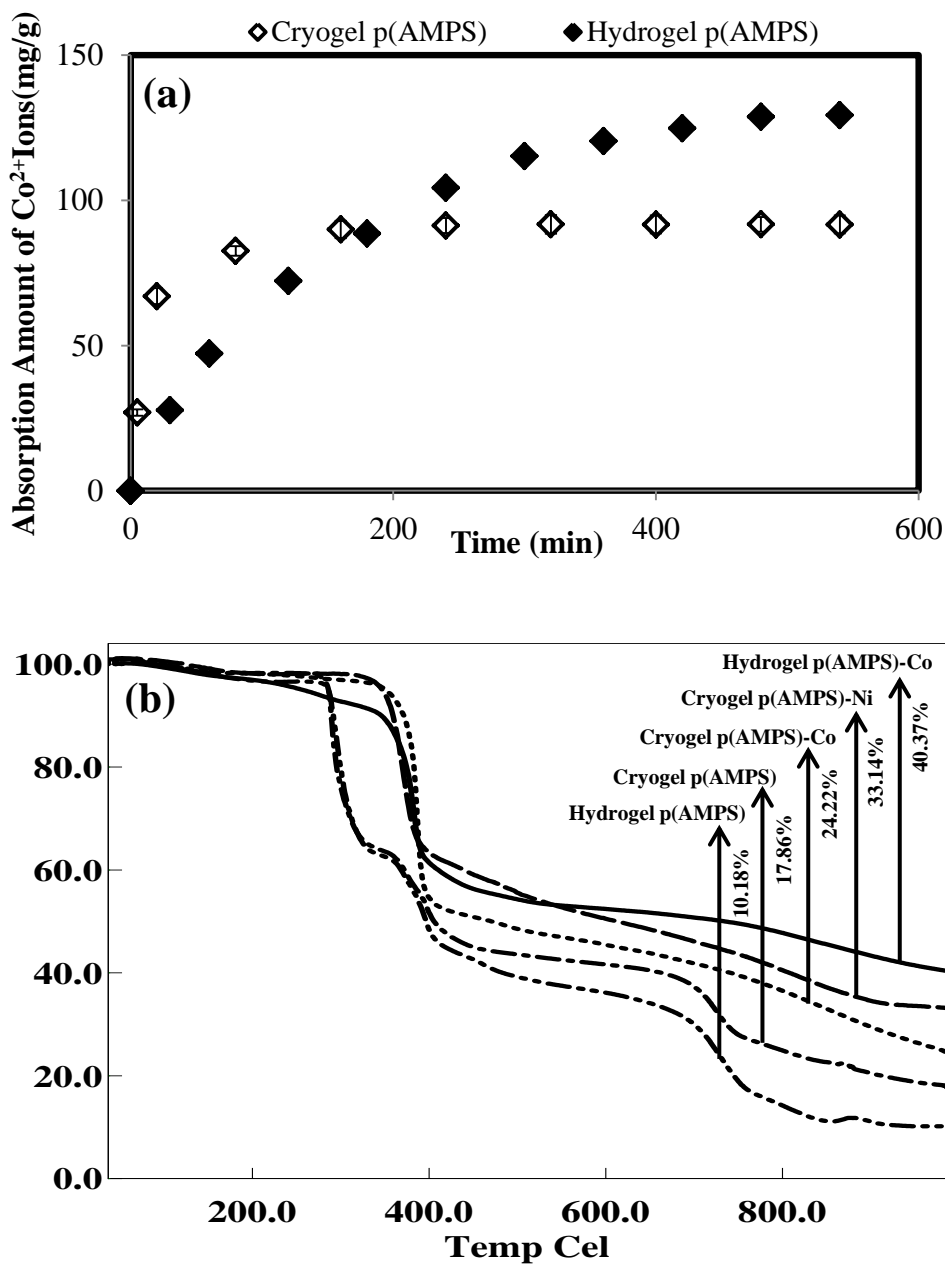 Cryogel p(AMPS) Hydrogel p(AMPS)
Absorption Amount of Co²⁺Ions(mg/g)
(a)
150
100
50
0
0 200 400 600
Time (min)
(b)
100.0
80.0
60.0
40.0
20.0
0.0
Hydrogel p(AMPS)-Co
Cryogel p(AMPS)-Ni
Cryogel p(AMPS)-Co
Cryogel p(AMPS)
Hydrogel p(AMPS)
10.18%
17.86%
24.22%
33.14%
40.37%
200.0 400.0 600.0 800.0
Temp Cel